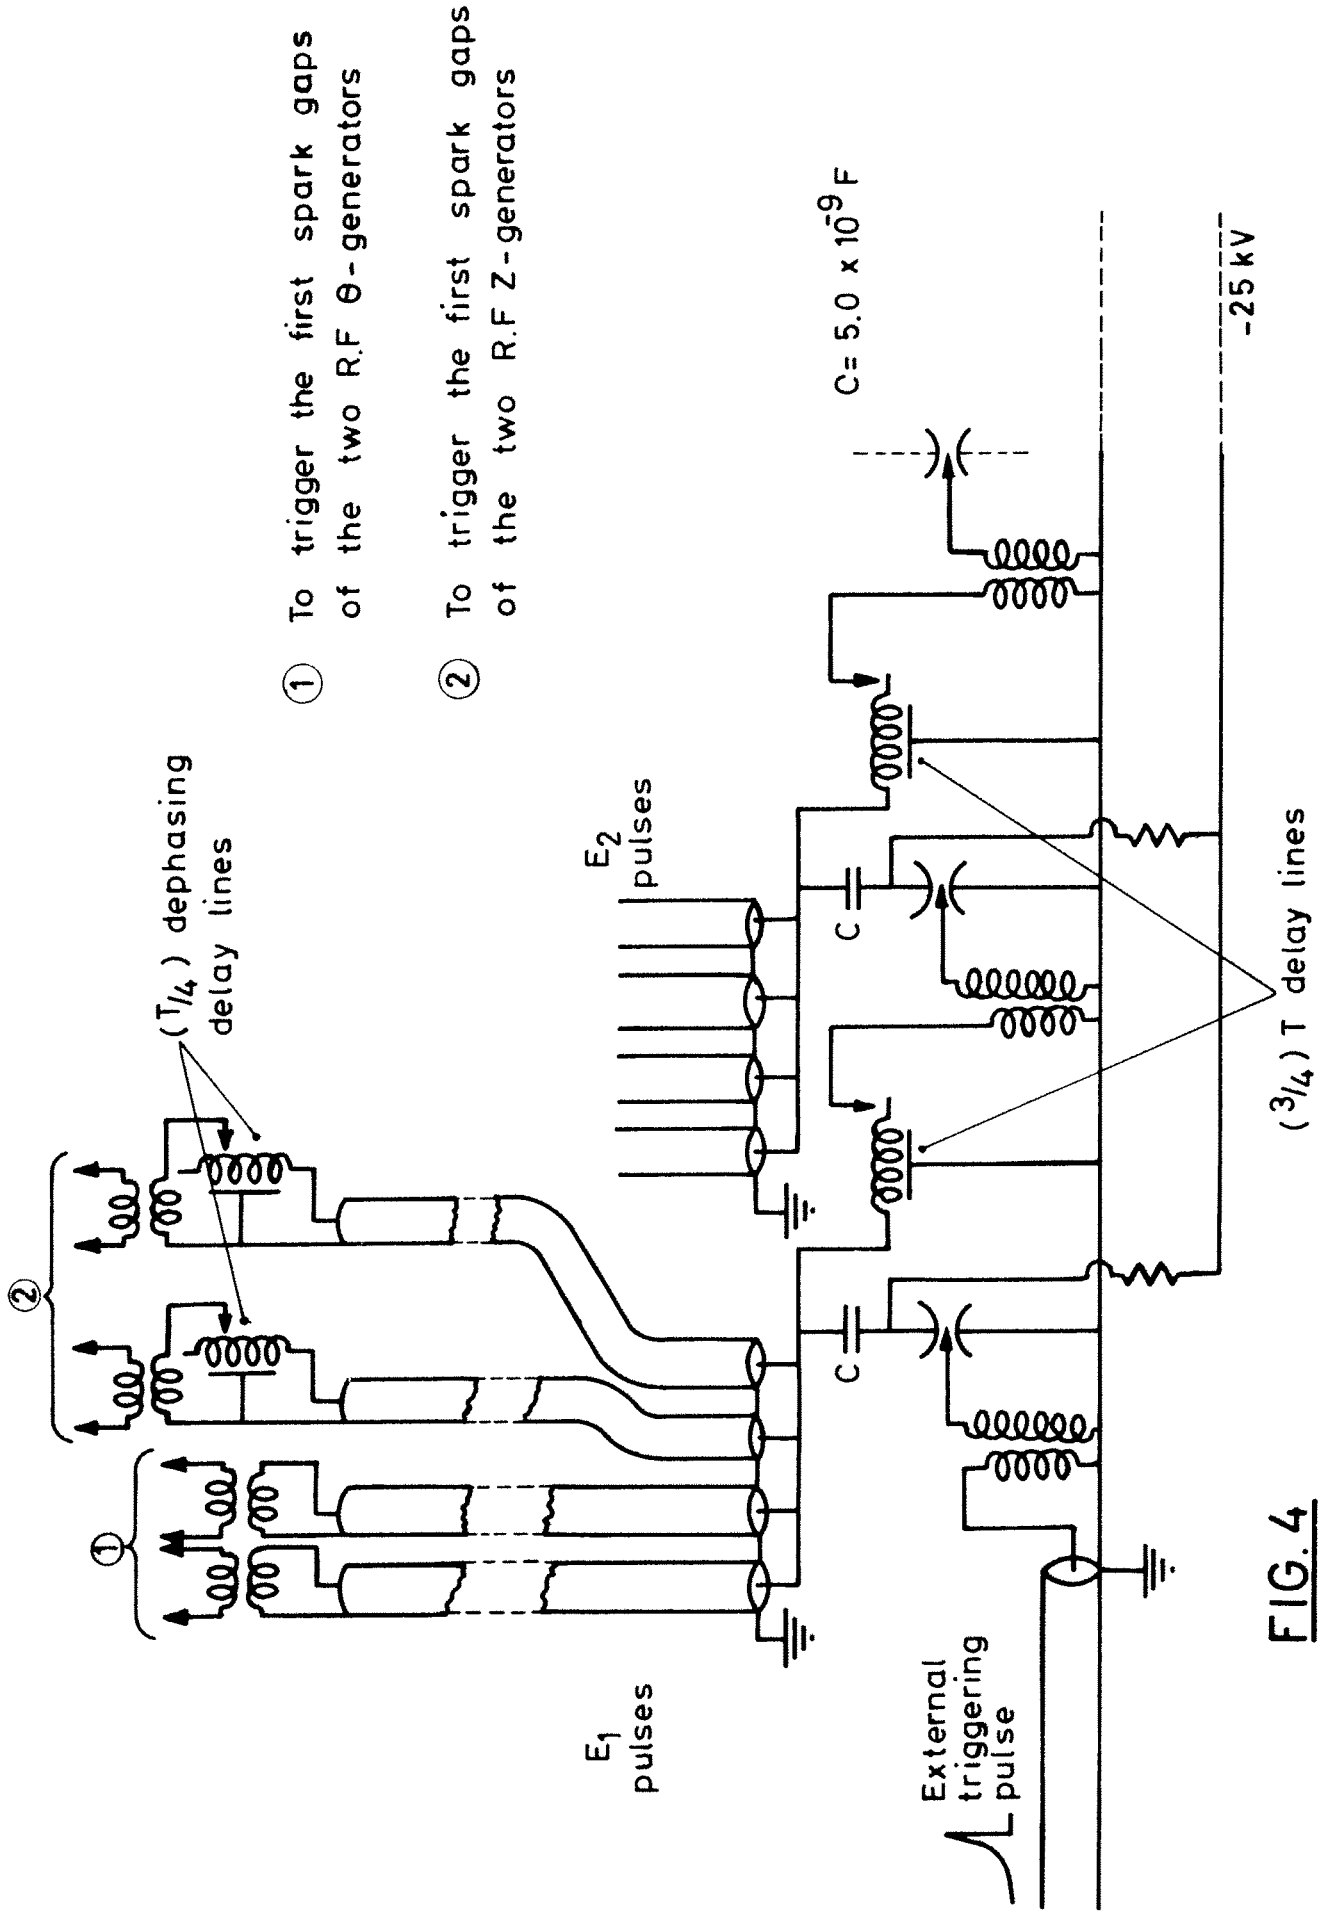 ②
①
(T/4) dephasing
delay lines
① To trigger the first spark gaps
of the two R.F θ-generators
② To trigger the first spark gaps
of the two R.F Z-generators
E1
pulses
E2
pulses
C
C
C= 5.0 x 10-9 F
External
triggering
pulse
-25 kV
(3/4) T delay lines
FIG. 4